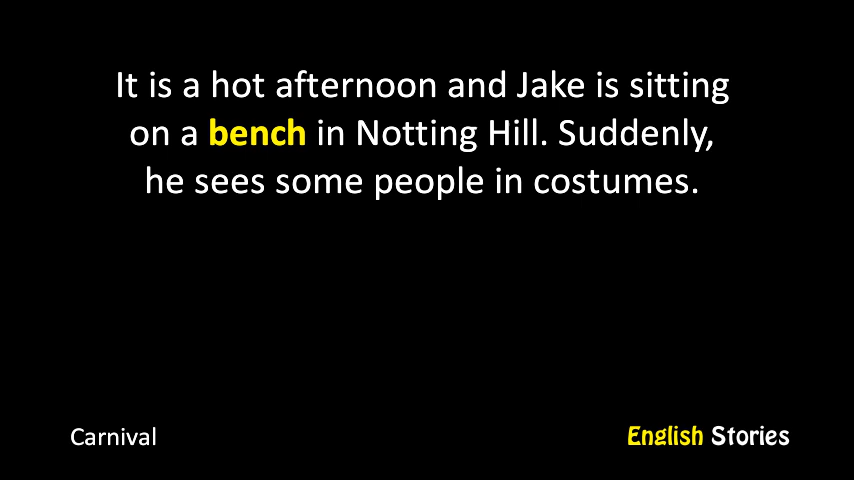 It is a hot afternoon and Jake is sitting
on a bench in Notting Hill. Suddenly,
he sees some people in costumes.
Carnival
English Stories